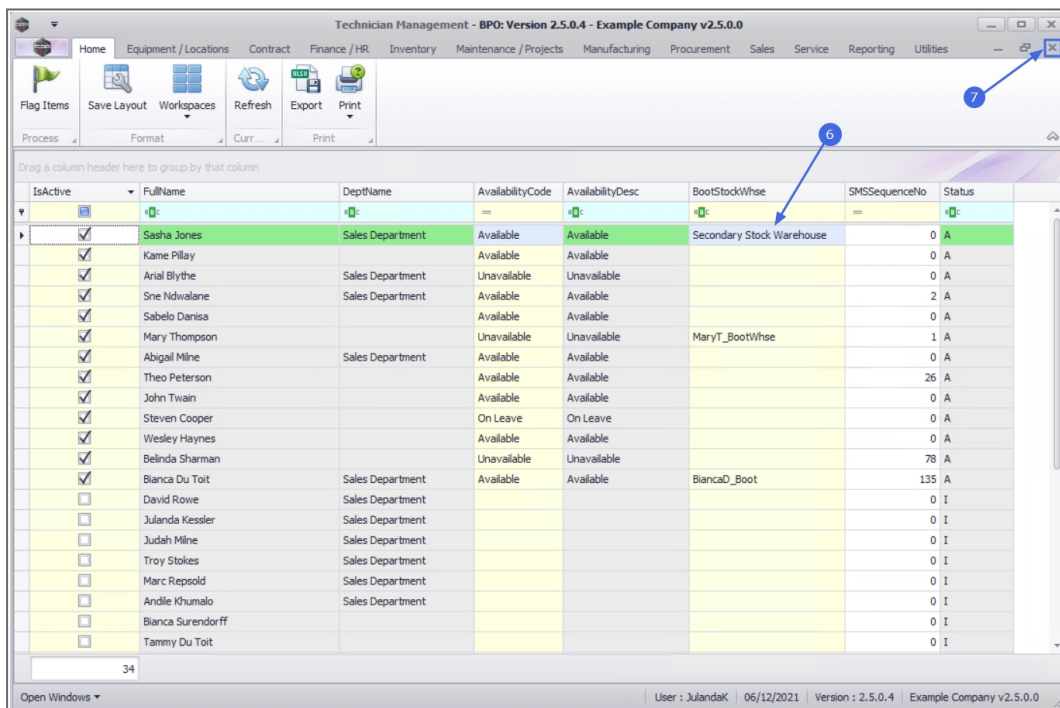 Technician Management - BPO: Version 2.5.0.4 - Example Company v2.5.0.0
Home Equipment / Locations Contract Finance / HR Inventory Maintenance / Projects Manufacturing Procurement Sales Service Reporting Utilities
Flag Items Save Layout Workspaces Refresh Export Print
Process Format Curr... Print
7
6
Drag a column header here to group by that column
IsActive FullName DeptName AvailabilityCode AvailabilityDesc BootStockWhse SMSSequenceNo Status
Sasha Jones Sales Department Available Available Secondary Stock Warehouse 0 A
Kame Pillay Available Available 0 A
Arial Blythe Sales Department Unavailable Unavailable 0 A
Sne Ndwalane Sales Department Available Available 2 A
Sabelo Danisa Available Available 0 A
Mary Thompson Unavailable Unavailable MaryT_BootWhse 1 A
Abigail Milne Sales Department Available Available 0 A
Theo Peterson Available Available 26 A
John Twain Available Available 0 A
Steven Cooper On Leave On Leave 0 A
Wesley Haynes Available Available 0 A
Belinda Sharman Unavailable Unavailable 78 A
Bianca Du Toit Sales Department Available Available BiancaD_Boot 135 A
David Rowe Sales Department 0 I
Julanda Kessler Sales Department 0 I
Judah Milne Sales Department 0 I
Troy Stokes Sales Department 0 I
Marc Repsold Sales Department 0 I
Andile Khumalo Sales Department 0 I
Bianca Surendorff 0 I
Tammy Du Toit 0 I
34
Open Windows User : JulandaK 06/12/2021 Version : 2.5.0.4 Example Company v2.5.0.0